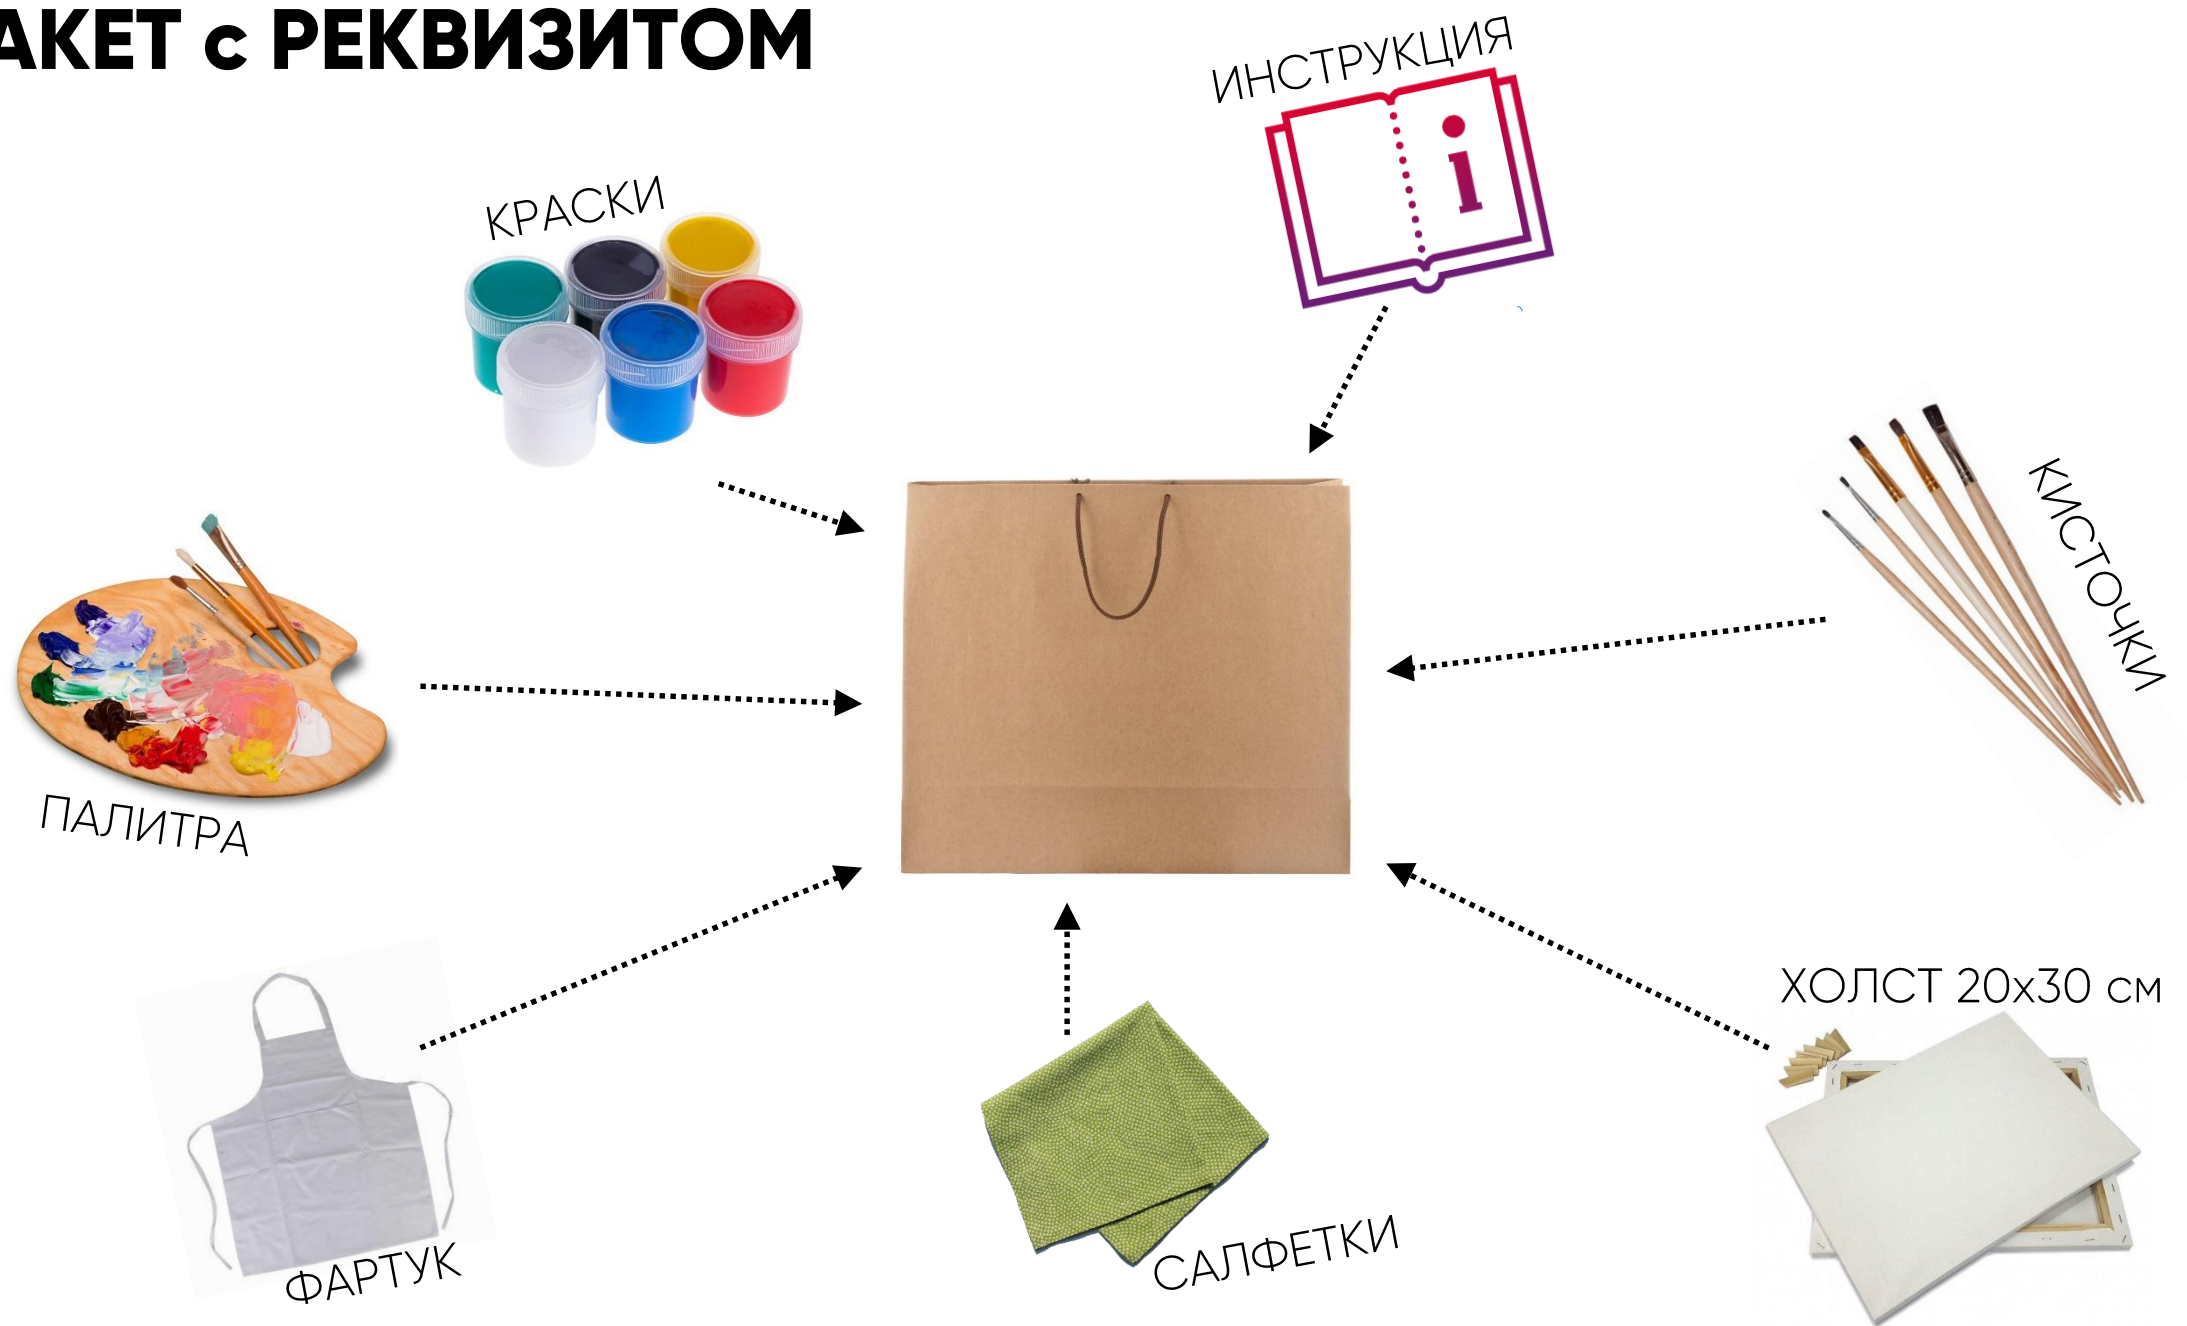 АКЕТ с РЕКВИЗИТОМ
ИНСТРУКЦИЯ
КРАСКИ
КИСТОЧКИ
ПАЛИТРА
ХОЛСТ 20х30 см
САЛФЕТКИ
ФАРТУК